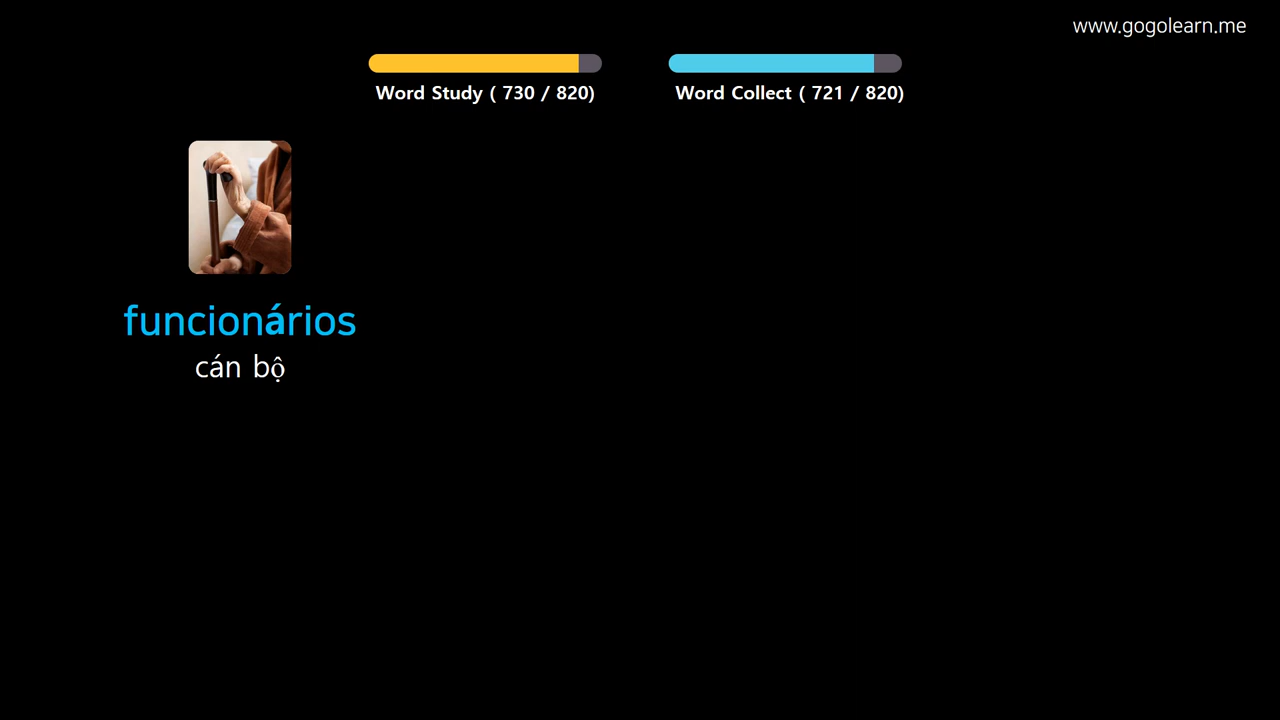 www.gogolearn.me
Word Study ( 730 / 820)
Word Collect ( 721 / 820)
funcionários
cán bộ